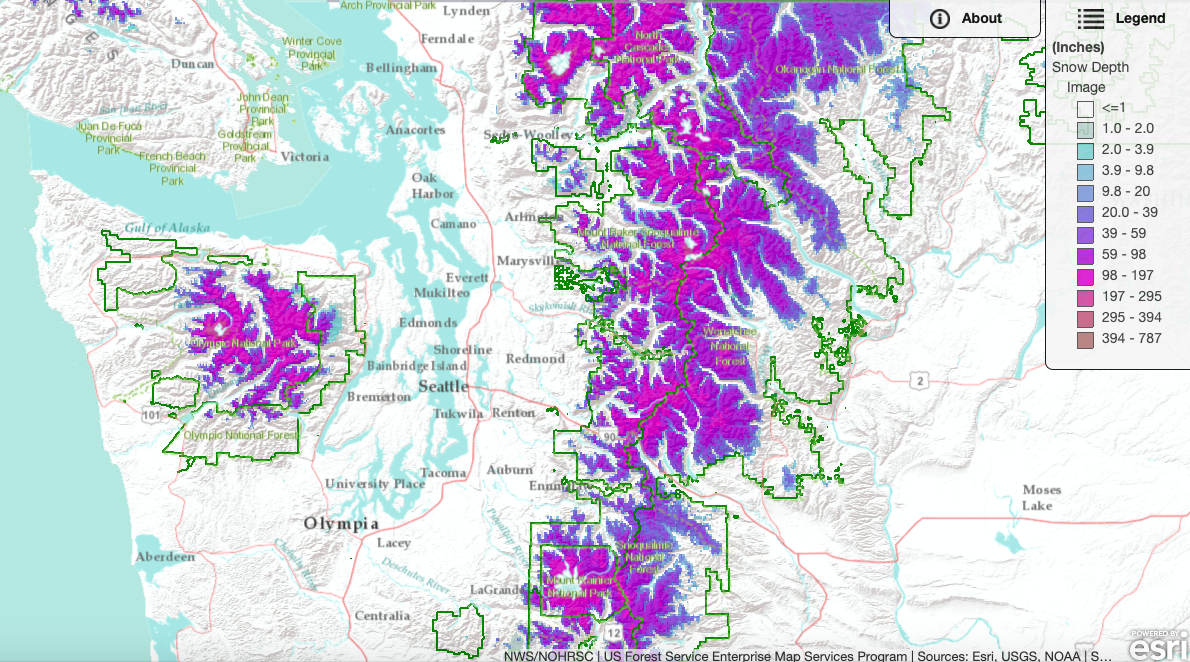 Arch Provincial Park
Lynden
Ferndale
Winter Cove
Provincial
Park
Duncan
Bellingham
North
Cascades
National Park
Okanogan National Forest
San Juan River
John Dean
Provincial
Park
Goldstream
Provincial
Park
Juan De Fuca
Provincial
Park
French Beach
Provincial
Park
Victoria
Anacortes
Sedro-Woolley
Oak
Harbor
Camano
Arlington
Gulf of Alaska
Mount Baker-Snoqualmie
National Forest
Marysville
Everett
Mukilteo
Skykomish
Edmonds
Olympic National Park
Wenatchee
National
Forest
Shoreline
Redmond
Bainbridge Island
Seattle
2
Bremerton
101
Tukwila
Renton
Olympic National Forest
90
Tacoma
Auburn
University Place
Moses
Lake
Olympia
Lacey
Aberdeen
Snoqualmie
National
Forest
Deschutes River
LaGrande
Mount Rainier
National Park
Centralia
12
About
Legend
(Inches)
Snow Depth
Image
<=1
1.0 - 2.0
2.0 - 3.9
3.9 - 9.8
9.8 - 20
20.0 - 39
39 - 59
59 - 98
98 - 197
197 - 295
295 - 394
394 - 787
NWS/NOHRSC | US Forest Service Enterprise Map Services Program | Sources: Esri, USGS, NOAA | S...
POWERED BY
esri